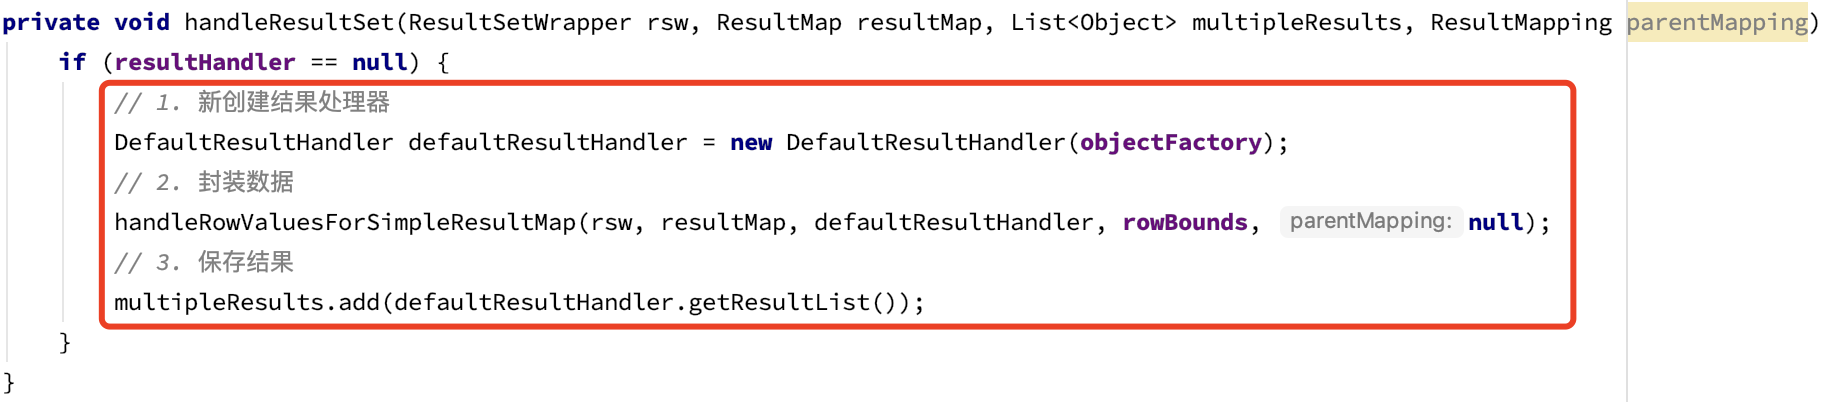 private void handleResultSet(ResultSetWrapper rsw, ResultMap resultMap, List<Object> multipleResults, ResultMapping parentMapping)
if (resultHandler == null) {
// 1. 新创建结果处理器
DefaultResultHandler defaultResultHandler = new DefaultResultHandler(objectFactory);
// 2. 封装数据
handleRowValuesForSimpleResultMap(rsw, resultMap, defaultResultHandler, rowBounds, parentMapping: null);
// 3. 保存结果
multipleResults.add(defaultResultHandler.getResultList());
}
}